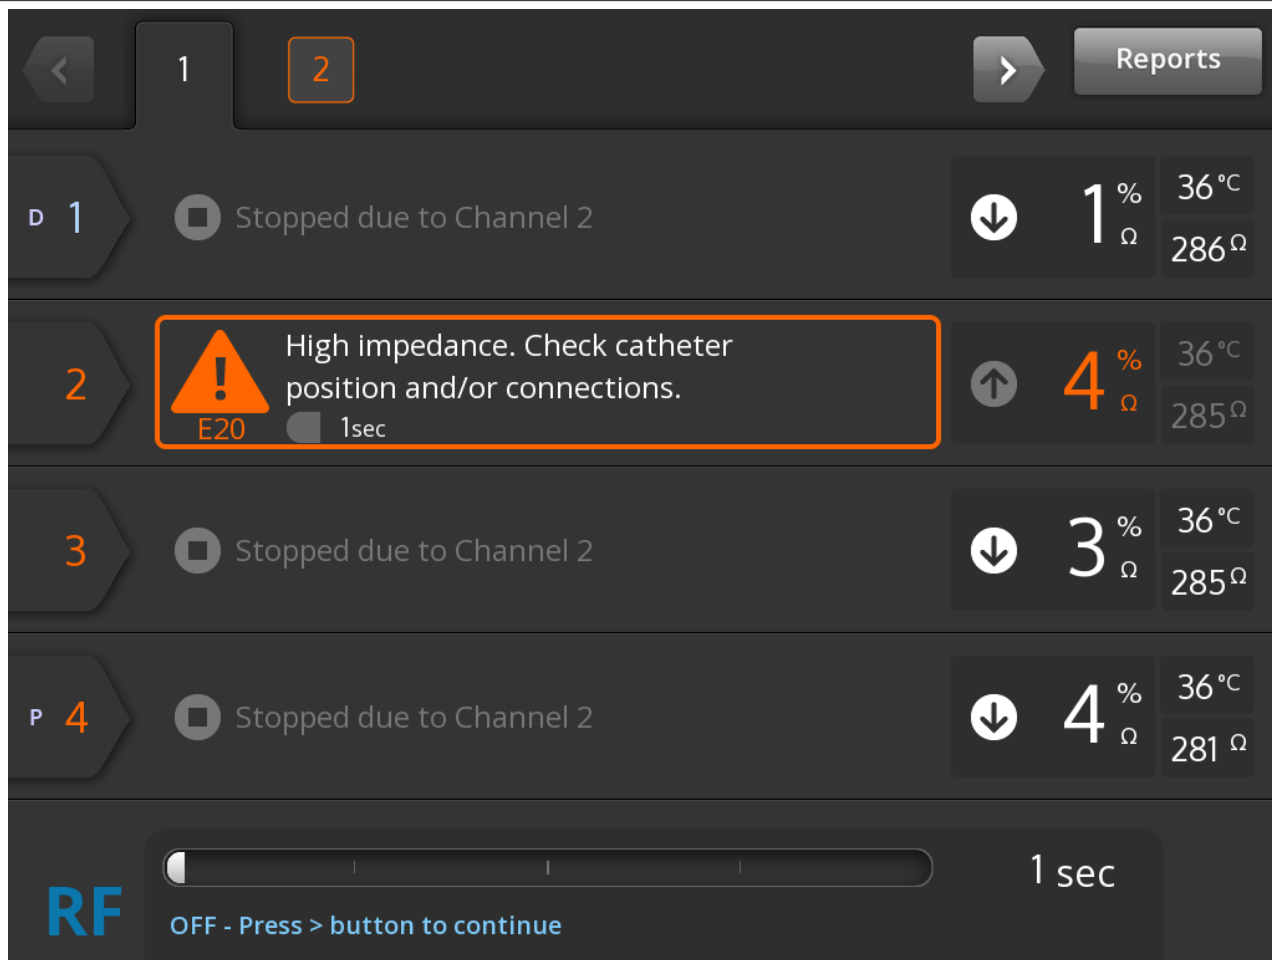 1
2
Reports
D 1
Stopped due to Channel 2
1 % Ω
36 °C
286 Ω
2
High impedance. Check catheter
position and/or connections.
E20
1sec
4 % Ω
36 °C
285 Ω
3
Stopped due to Channel 2
3 % Ω
36 °C
285 Ω
P 4
Stopped due to Channel 2
4 % Ω
36 °C
281 Ω
RF
1 sec
OFF - Press > button to continue